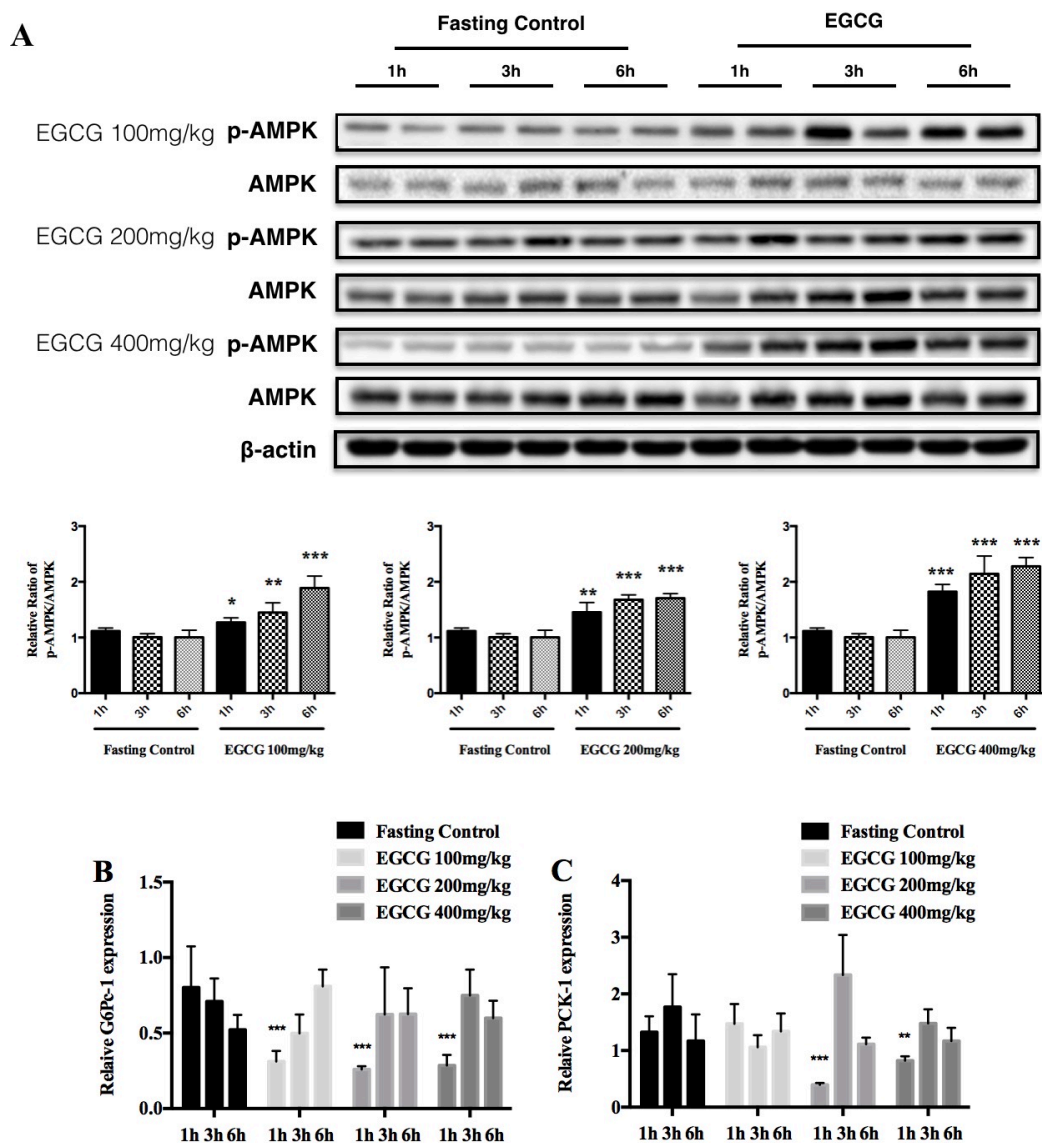 A
Fasting Control
EGCG
1h 3h 6h 1h 3h 6h
EGCG 100mg/kg p-AMPK
AMPK
EGCG 200mg/kg p-AMPK
AMPK
EGCG 400mg/kg p-AMPK
AMPK
β-actin
Relative Ratio of
p-AMPK/AMPK
3
2
1
0
* ** ***
1h 3h 6h 1h 3h 6h
Fasting Control EGCG 100mg/kg
Relative Ratio of
p-AMPK/AMPK
3
2
1
0
** *** ***
1h 3h 6h 1h 3h 6h
Fasting Control EGCG 200mg/kg
Relative Ratio of
p-AMPK/AMPK
3
2
1
0
*** *** ***
1h 3h 6h 1h 3h 6h
Fasting Control EGCG 400mg/kg
B
Fasting Control
EGCG 100mg/kg
EGCG 200mg/kg
EGCG 400mg/kg
Relaive G6Pc-1 expression
1.5
1.0
0.5
0.0
*** *** ***
1h 3h 6h 1h 3h 6h 1h 3h 6h 1h 3h 6h
C
Fasting Control
EGCG 100mg/kg
EGCG 200mg/kg
EGCG 400mg/kg
Relaive PCK-1 expression
4
3
2
1
0
*** **
1h 3h 6h 1h 3h 6h 1h 3h 6h 1h 3h 6h